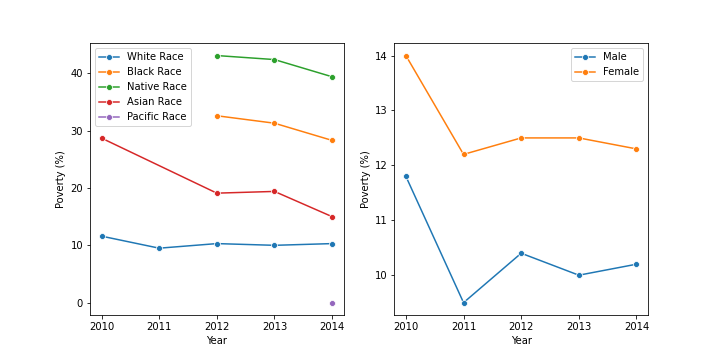 White Race
Black Race
Native Race
Asian Race
Pacific Race
40
30
20
10
0
Poverty (%)
2010 2011 2012 2013 2014
Year
Male
Female
14
13
12
11
10
Poverty (%)
2010 2011 2012 2013 2014
Year